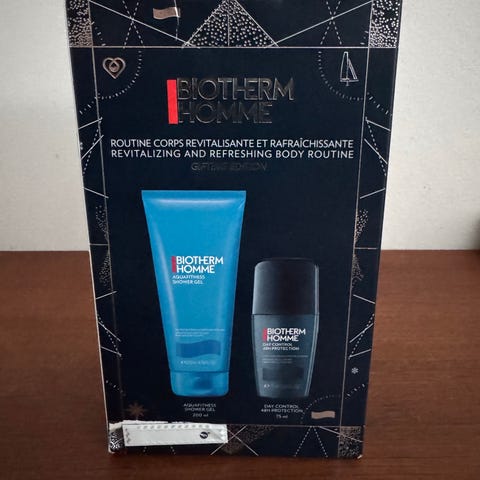 BIOTHERM
HOMME
ROUTINE CORPS REVITALISANTE ET RAFRAÎCHISSANTE
REVITALIZING AND REFRESHING BODY ROUTINE
GIFTING EDITION
BIOTHERM
HOMME
AQUAFITNESS
SHOWER GEL
BIOTHERM
HOMME
DAY CONTROL
48H PROTECTION
AQUAFITNESS
SHOWER GEL
200 ml
DAY CONTROL
48H PROTECTION
75 ml